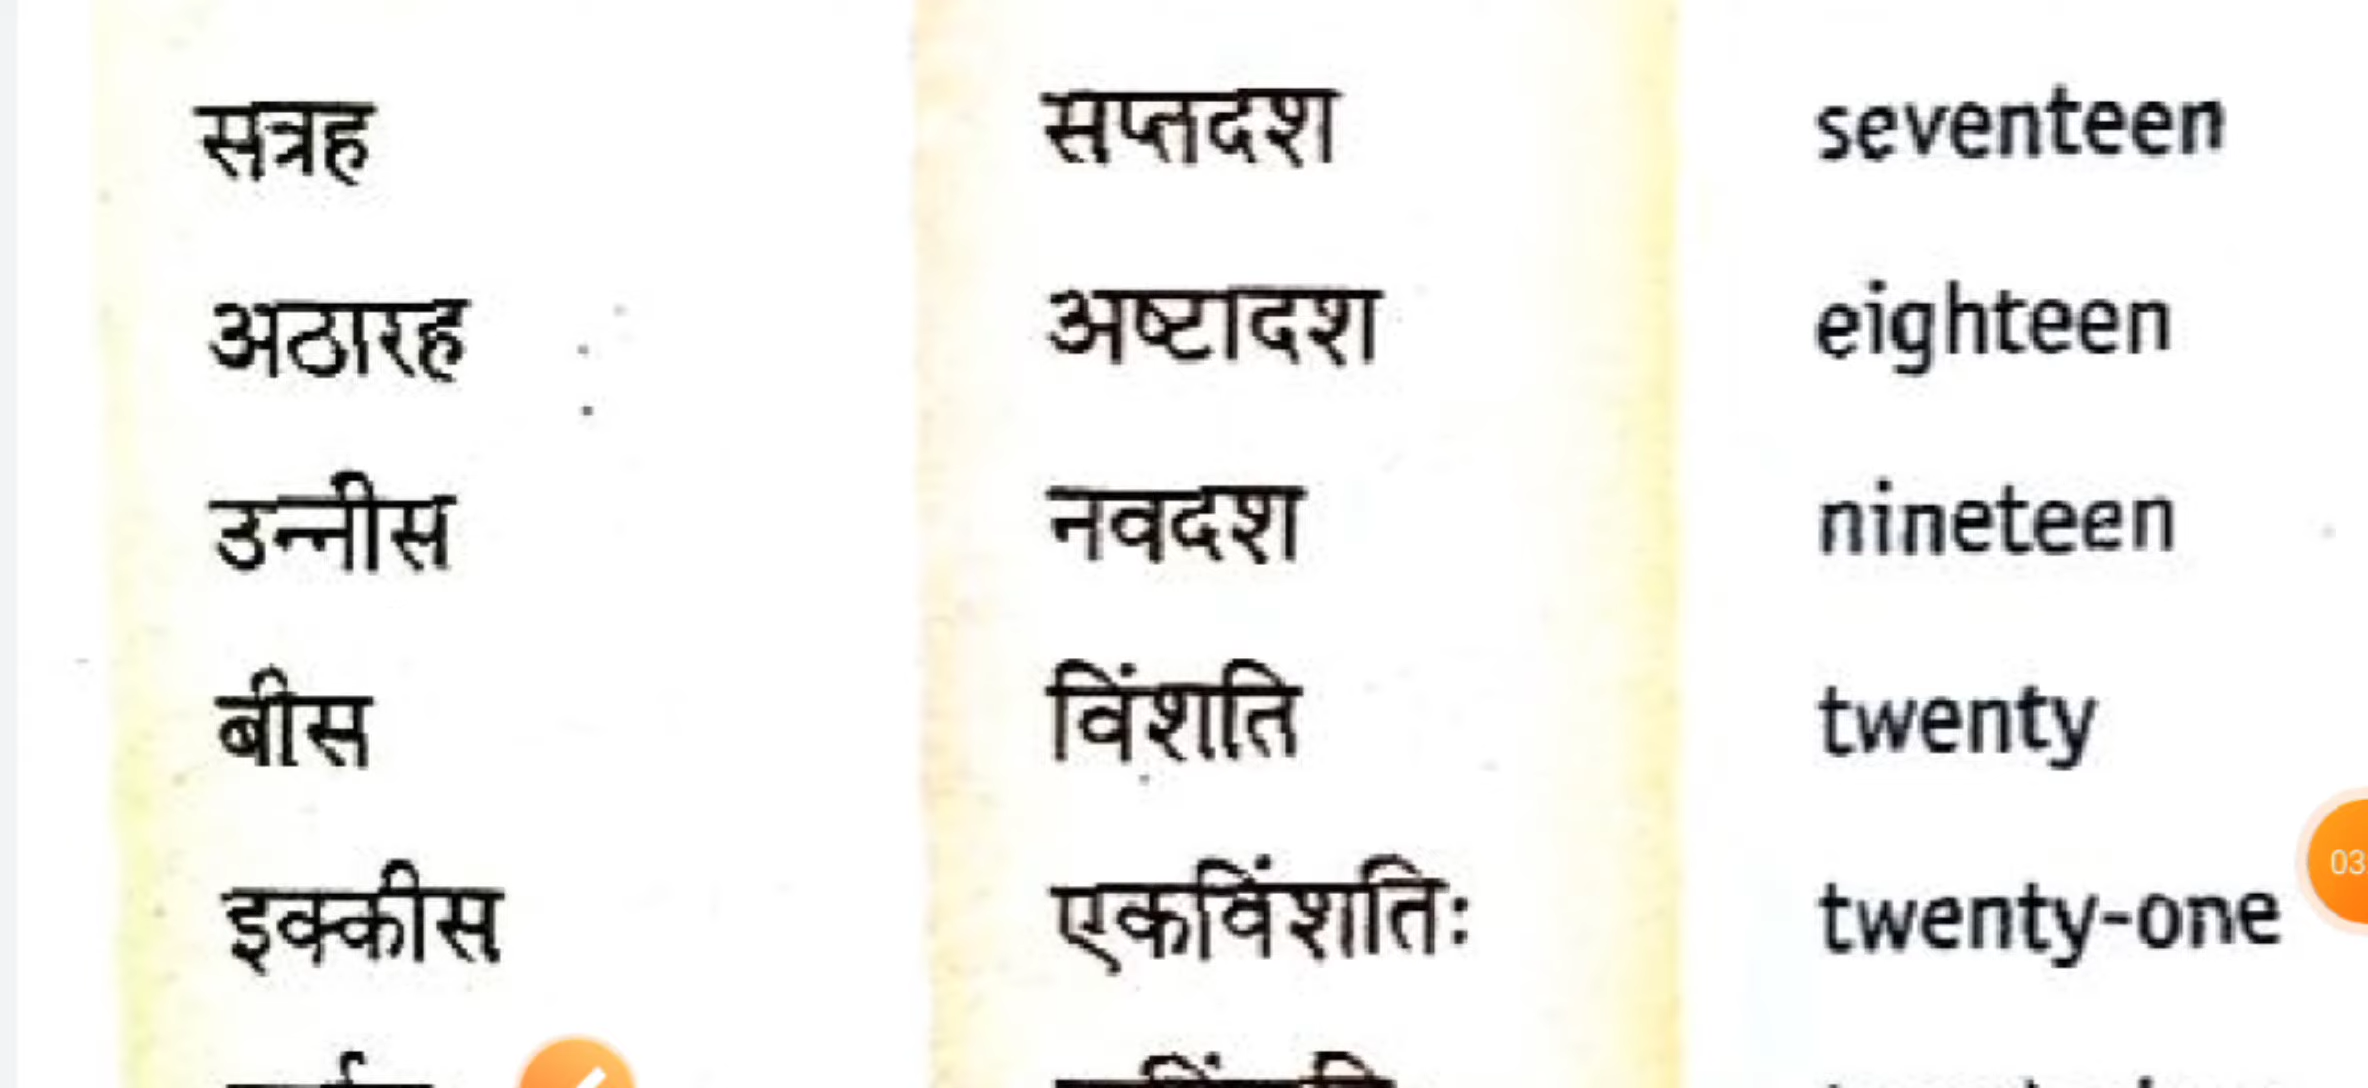 सत्रह सप्तदश seventeen
अठारह अष्टादश eighteen
उन्नीस नवदश nineteen
बीस विंशति twenty
इक्कीस एकविंशतिः twenty-one
03